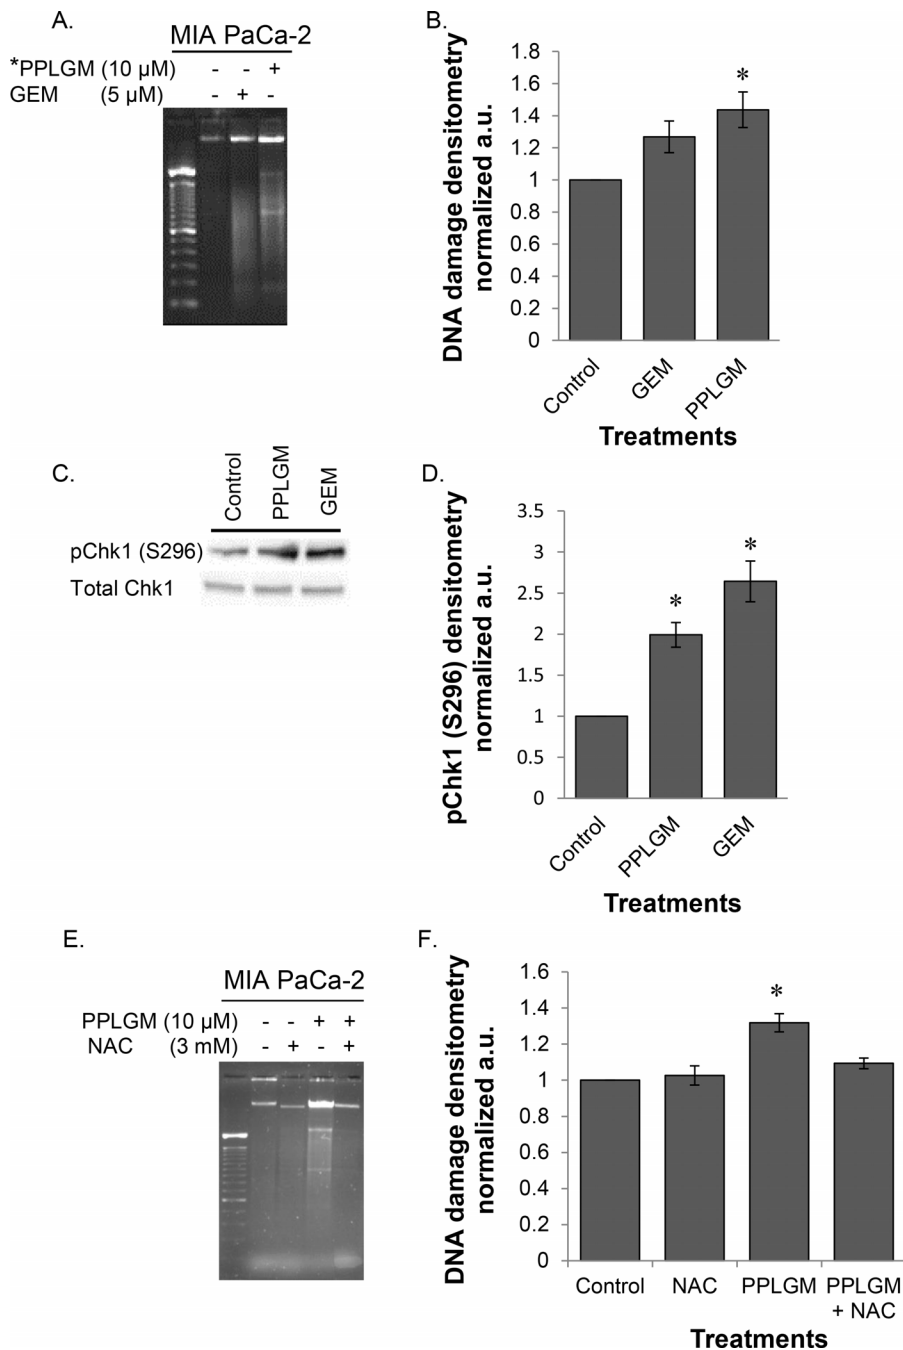 A.
MIA PaCa-2
*PPLGM (10 µM) - - +
GEM (5 µM) - + -
B.
DNA damage densitometry
normalized a.u.
1.8
1.6
1.4
1.2
1
0.8
0.6
0.4
0.2
0
*
Control
GEM
PPLGM
Treatments
C.
Control
PPLGM
GEM
pChk1 (S296)
Total Chk1
D.
pChk1 (S296) densitometry
normalized a.u.
3.5
3
2.5
2
1.5
1
0.5
0
*
*
Control
PPLGM
GEM
Treatments
E.
MIA PaCa-2
PPLGM (10 µM) - - + +
NAC (3 mM) - + - +
F.
DNA damage densitometry
normalized a.u.
1.6
1.4
1.2
1
0.8
0.6
0.4
0.2
0
*
Control NAC PPLGM PPLGM
+ NAC
Treatments